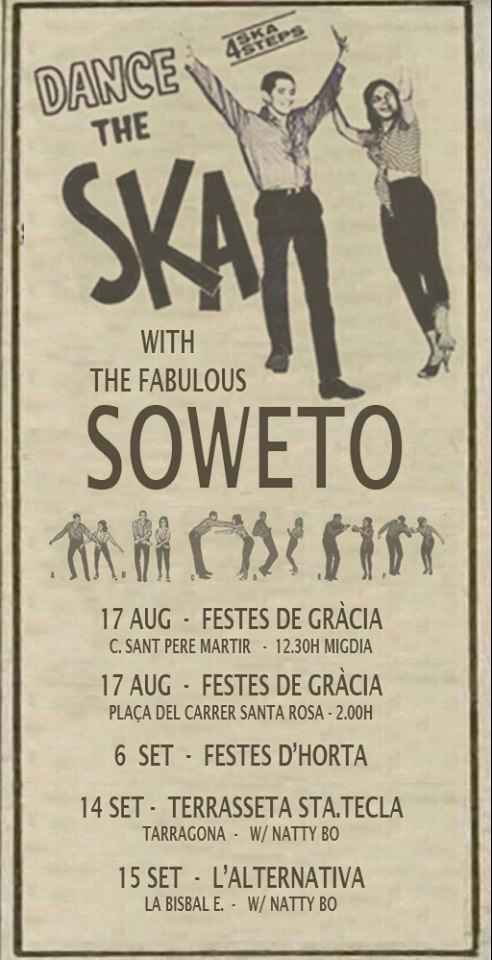 SKA
4 STEPS
DANCE
THE
SKA
WITH
THE FABULOUS
SOWETO
A B C D E F
17 AUG - FESTES DE GRÀCIA
C. SANT PERE MARTIR - 12.30H MIGDIA
17 AUG - FESTES DE GRÀCIA
PLAÇA DEL CARRER SANTA ROSA - 2.00H
6 SET - FESTES D'HORTA
14 SET - TERRASSETA STA.TECLA
TARRAGONA - W/ NATTY BO
15 SET - L'ALTERNATIVA
LA BISBAL E. - W/ NATTY BO